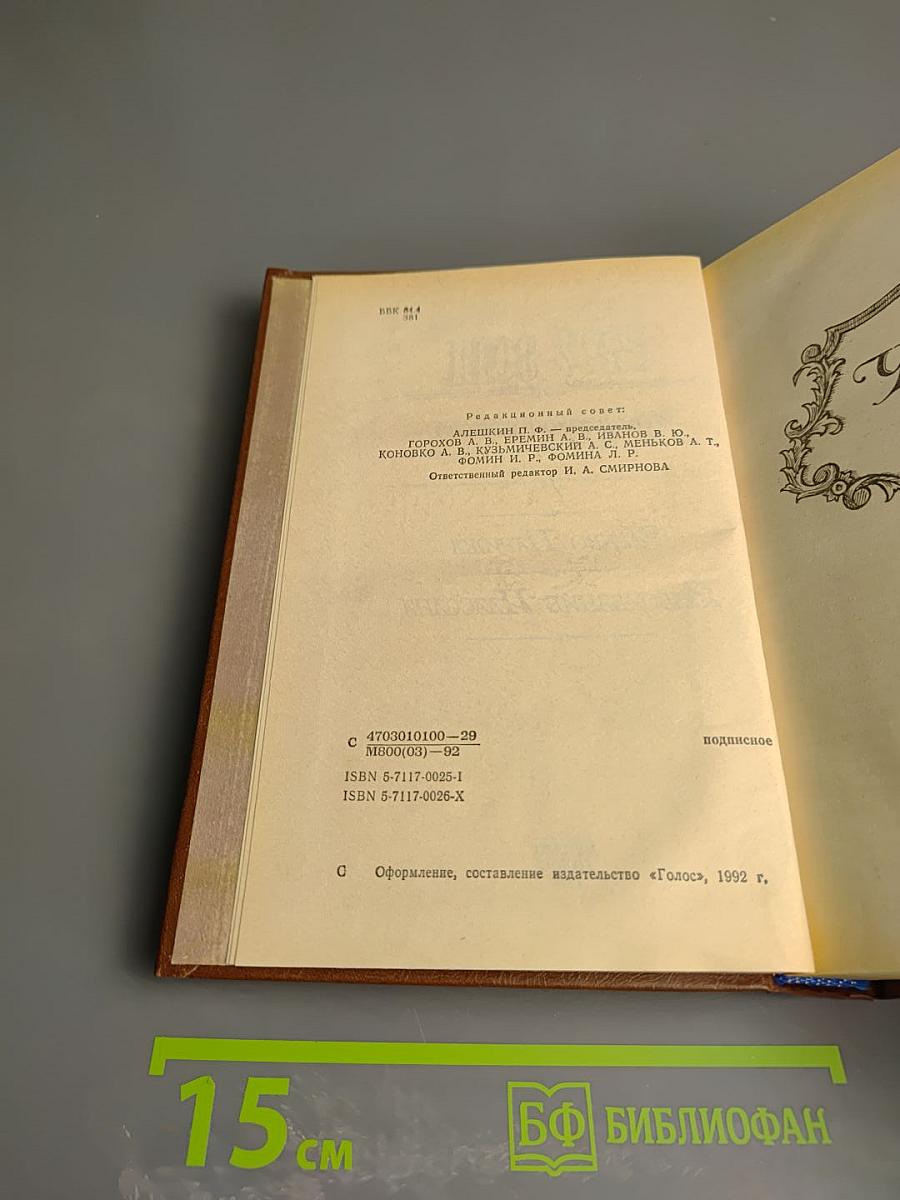 ББК 84.4
З81
Редакционный совет:
АЛЕШКИН П. Ф. — председатель,
ГОРОХОВ А. В., ЕРЕМИН А. В., ИВАНОВ В. Ю.,
КОНОВКО А. В., КУЗЬМИЧЕВСКИЙ А. С., МЕНЬКОВ А. Т.,
ФОМИН И. Р., ФОМИНА Л. Р.
Ответственный редактор И. А. СМИРНОВА
С 4703010100—29
М800(03)—92
подписное
ISBN 5-7117-0025-1
ISBN 5-7117-0026-X
С Оформление, составление издательство «Голос», 1992 г.
15 см
БФ БИБЛИОФАН